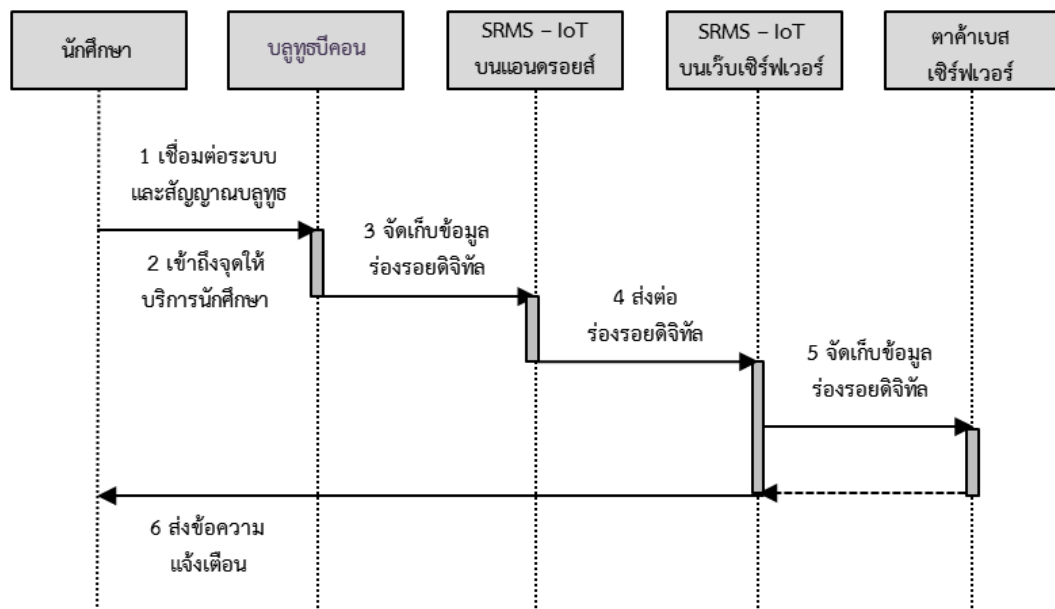 นักศึกษา
บลูทูธบีคอน
SRMS – IoT
บนแอนดรอยส์
SRMS – IoT
บนเว็บเซิร์ฟเวอร์
ตาค้าเบส
เซิร์ฟเวอร์
1 เชื่อมต่อระบบ
และสัญญาณบลูทูธ
2 เข้าถึงจุดให้
บริการนักศึกษา
3 จัดเก็บข้อมูล
ร่องรอยดิจิทัล
4 ส่งต่อ
ร่องรอยดิจิทัล
5 จัดเก็บข้อมูล
ร่องรอยดิจิทัล
6 ส่งข้อความ
แจ้งเตือน